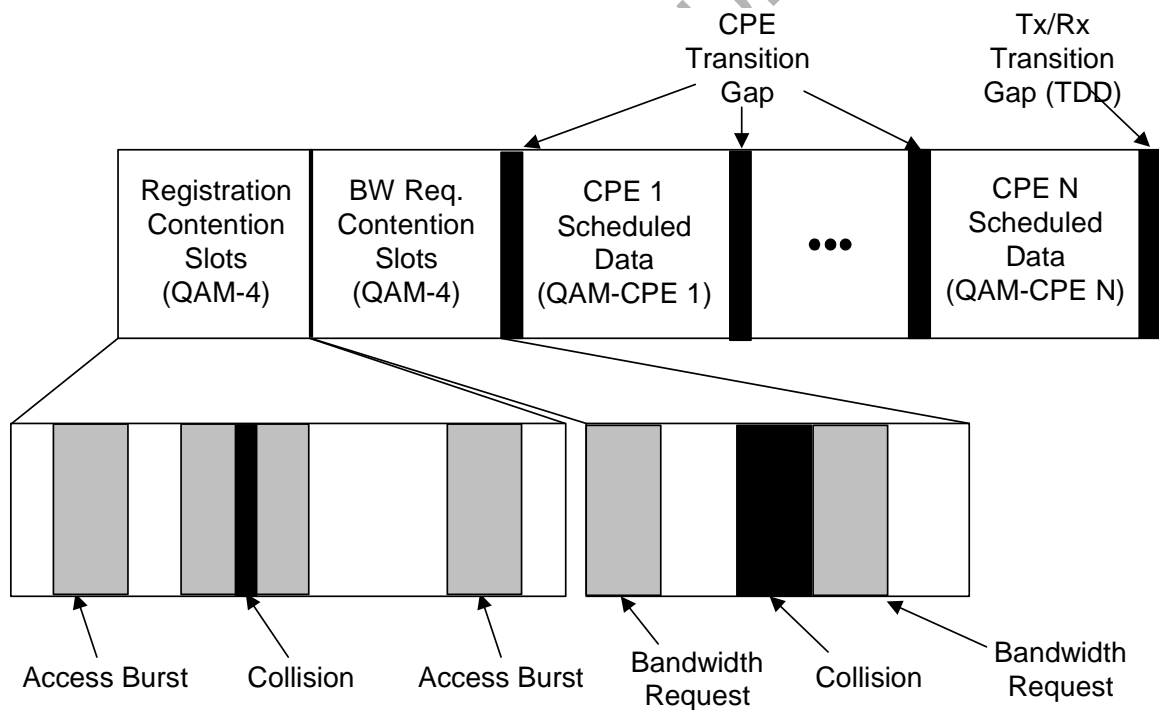 CPE
Transition
Gap
Tx/Rx
Transition
Gap (TDD)
Registration
Contention
Slots
(QAM-4)
BW Req.
Contention
Slots
(QAM-4)
CPE 1
Scheduled
Data
(QAM-CPE 1)
•••
CPE N
Scheduled
Data
(QAM-CPE N)
Access Burst
Collision
Access Burst
Bandwidth
Request
Collision
Bandwidth
Request